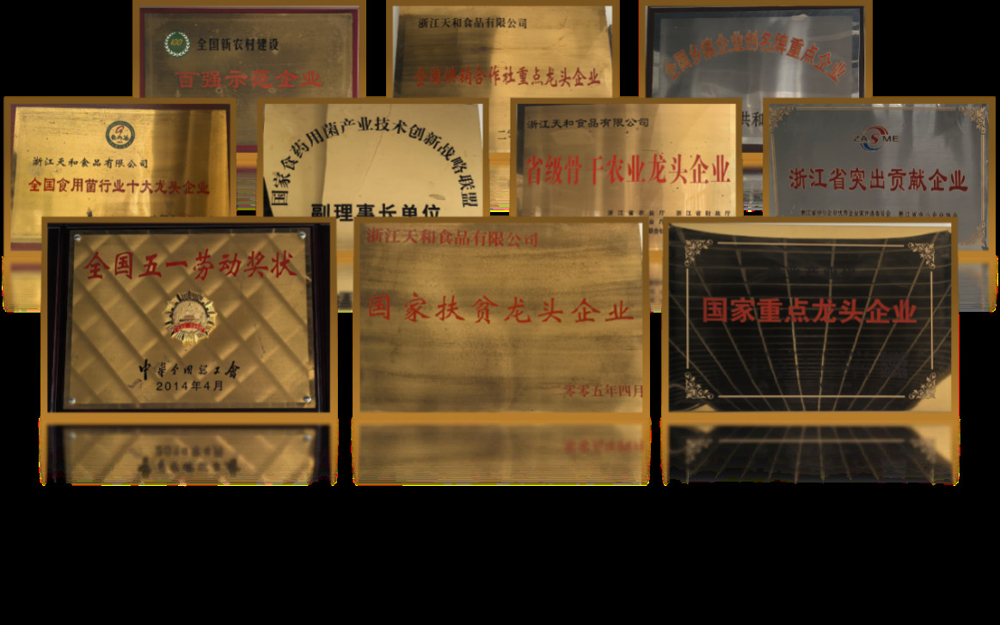 100
全国新农村建设
百强示范企业
浙江天和食品有限公司
全国供销合作社重点龙头企业
全国乡镇企业创名牌重点企业
浙江天和食品有限公司
全国食用菌行业十大龙头企业
国家食药用菌产业技术创新战略联盟
副理事长单位
浙江天和食品有限公司
省级骨干农业龙头企业
浙江省农业厅 浙江省财政厅
ZASME
浙江省突出贡献企业
全国五一劳动奖状
中华全国总工会
2014年4月
浙江天和食品有限公司
国家扶贫龙头企业
零零五年四月
国家重点龙头企业